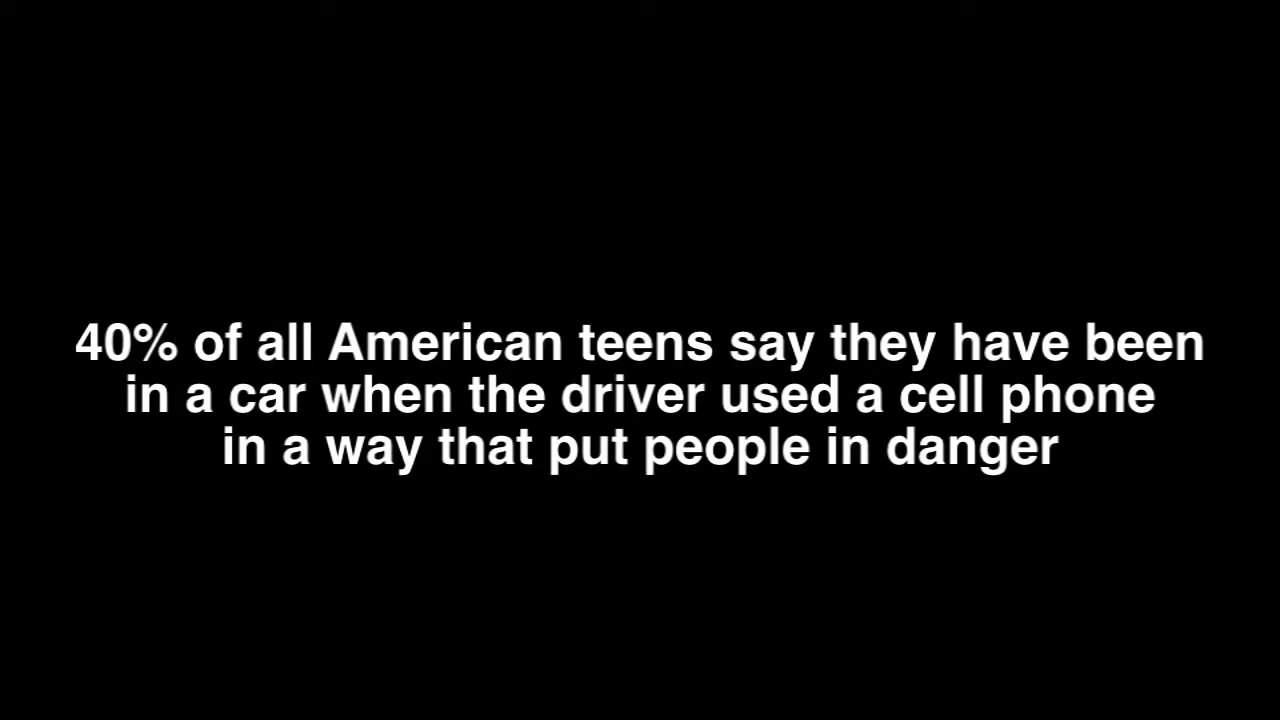 40% of all American teens say they have been
in a car when the driver used a cell phone
in a way that put people in danger